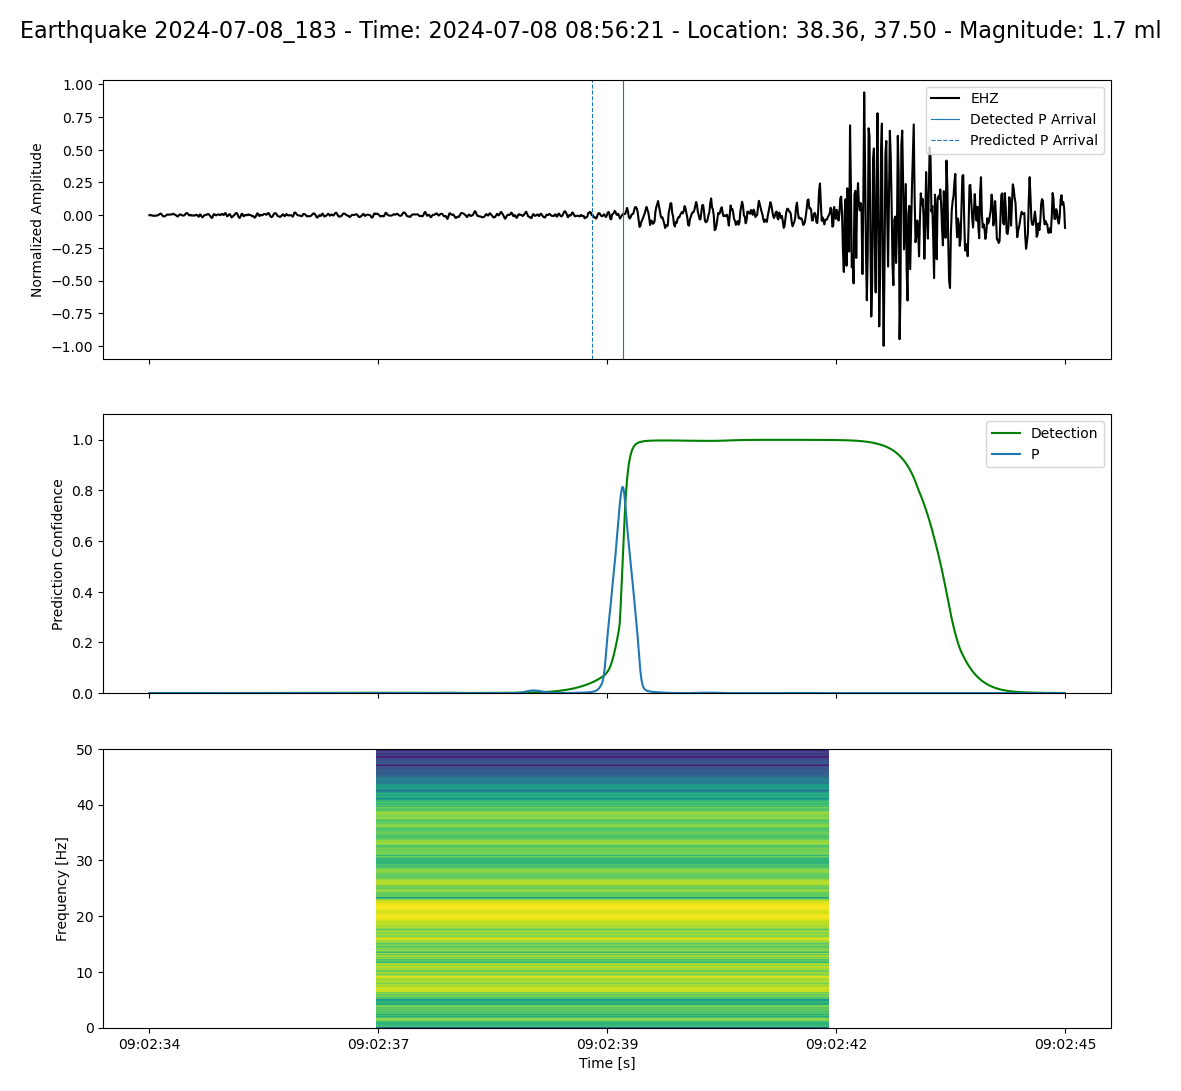 Earthquake 2024-07-08_183 - Time: 2024-07-08 08:56:21 - Location: 38.36, 37.50 - Magnitude: 1.7 ml
Normalized Amplitude
1.00
0.75
0.50
0.25
0.00
−0.25
−0.50
−0.75
−1.00
EHZ
Detected P Arrival
Predicted P Arrival
Prediction Confidence
1.0
0.8
0.6
0.4
0.2
0.0
Detection
P
Frequency [Hz]
50
40
30
20
10
0
09:02:34 09:02:37 09:02:39 09:02:42 09:02:45
Time [s]